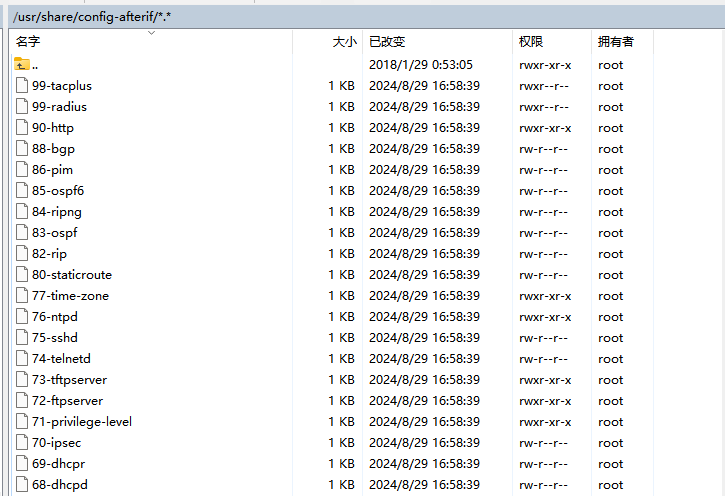 /usr/share/config-afterif/*.*
名字 大小 已改变 权限 拥有者
.. 2018/1/29 0:53:05 rwxr-xr-x root
99-tacplus 1 KB 2024/8/29 16:58:39 rwxr--r-- root
99-radius 1 KB 2024/8/29 16:58:39 rwxr--r-- root
90-http 1 KB 2024/8/29 16:58:39 rwxr-xr-x root
88-bgp 1 KB 2024/8/29 16:58:39 rw-r--r-- root
86-pim 1 KB 2024/8/29 16:58:39 rw-r--r-- root
85-ospf6 1 KB 2024/8/29 16:58:39 rw-r--r-- root
84-ripng 1 KB 2024/8/29 16:58:39 rw-r--r-- root
83-ospf 1 KB 2024/8/29 16:58:39 rw-r--r-- root
82-rip 1 KB 2024/8/29 16:58:39 rw-r--r-- root
80-staticroute 1 KB 2024/8/29 16:58:39 rw-r--r-- root
77-time-zone 1 KB 2024/8/29 16:58:39 rwxr-xr-x root
76-ntpd 1 KB 2024/8/29 16:58:39 rwxr-xr-x root
75-sshd 1 KB 2024/8/29 16:58:39 rw-r--r-- root
74-telnetd 1 KB 2024/8/29 16:58:39 rw-r--r-- root
73-tftpserver 1 KB 2024/8/29 16:58:39 rwxr-xr-x root
72-ftpserver 1 KB 2024/8/29 16:58:39 rwxr-xr-x root
71-privilege-level 1 KB 2024/8/29 16:58:39 rwxr-xr-x root
70-ipsec 1 KB 2024/8/29 16:58:39 rw-r--r-- root
69-dhcpr 1 KB 2024/8/29 16:58:39 rw-r--r-- root
68-dhcpd 1 KB 2024/8/29 16:58:39 rw-r--r-- root